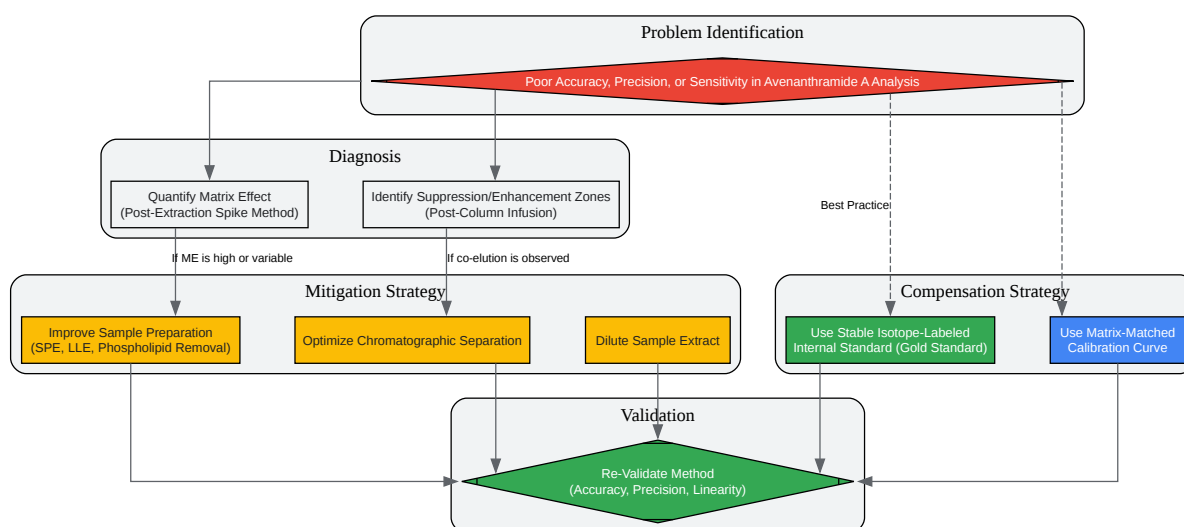 Problem Identification
Poor Accuracy, Precision, or Sensitivity in Avenanthramide A Analysis
Diagnosis
Quantify Matrix Effect
(Post-Extraction Spike Method)
Identify Suppression/Enhancement Zones
(Post-Column Infusion)
Best Practice
If ME is high or variable
If co-elution is observed
Mitigation Strategy
Compensation Strategy
Improve Sample Preparation
(SPE, LLE, Phospholipid Removal)
Optimize Chromatographic Separation
Dilute Sample Extract
Use Stable Isotope-Labeled
Internal Standard (Gold Standard)
Use Matrix-Matched
Calibration Curve
Validation
Re-Validate Method
(Accuracy, Precision, Linearity)